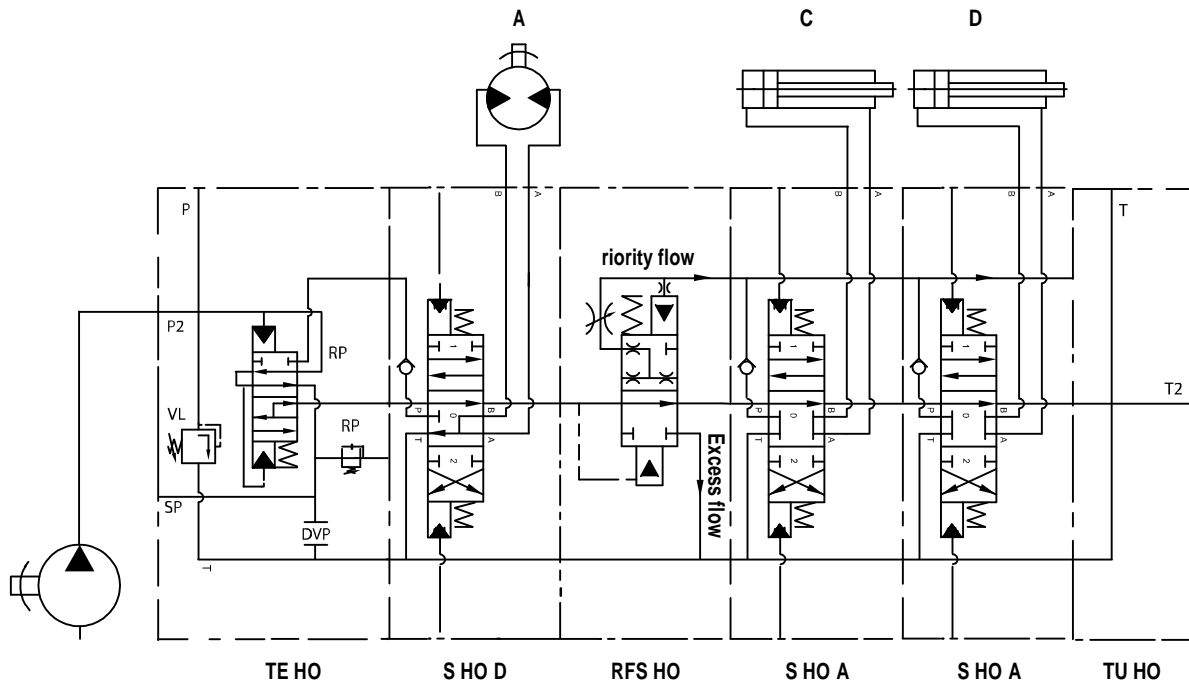 A
C
D
B
A
B
A
B
A
P
T
P2
riority flow
RP
T2
VL
RP
1
P
0
B
T
A
2
1
P
0
B
T
A
2
1
P
0
B
T
A
2
Excess flow
SP
DVP
T
TE HO
S HO D
RFS HO
S HO A
S HO A
TU HO